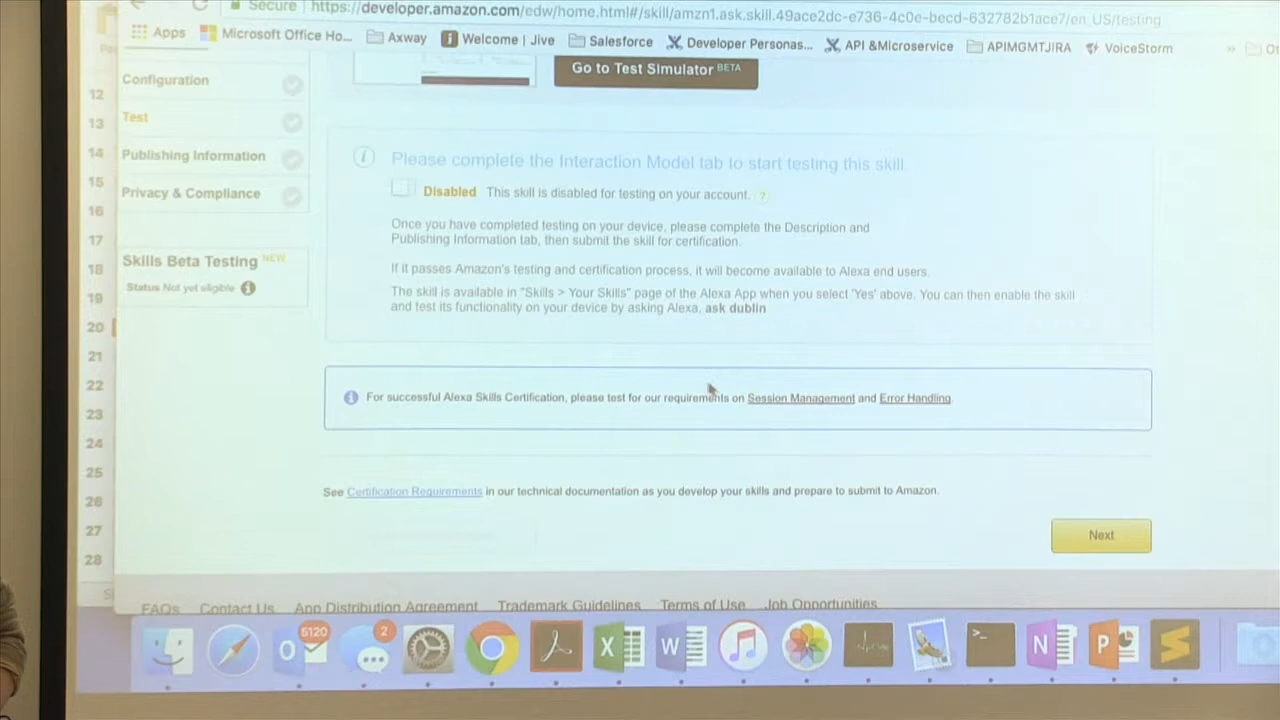 Secure https://developer.amazon.com/edw/home.html#/skill/amzn1.ask.skill.49ace2dc-e736-4c0e-becd-632782b1ace7/en_US/testing
Apps Microsoft Office Ho... Axway Welcome | Jive Salesforce Developer Personas... API &Microservice APIMGMTJIRA VoiceStorm »
Go to Test Simulator BETA
Configuration
Test
Publishing Information
Privacy & Compliance
Skills Beta Testing NEW
Status Not yet eligible
12
13
14
15
16
17
18
19
20
21
22
23
24
25
26
27
28
Please complete the Interaction Model tab to start testing this skill.
Disabled This skill is disabled for testing on your account. ?
Once you have completed testing on your device, please complete the Description and
Publishing Information tab, then submit the skill for certification.
If it passes Amazon's testing and certification process, it will become available to Alexa end users.
The skill is available in "Skills > Your Skills" page of the Alexa App when you select 'Yes' above. You can then enable the skill
and test its functionality on your device by asking Alexa, ask dublin
For successful Alexa Skills Certification, please test for our requirements on Session Management and Error Handling.
See Certification Requirements in our technical documentation as you develop your skills and prepare to submit to Amazon.
Next
FAQs Contact Us App Distribution Agreement Trademark Guidelines Terms of Use Job Opportunities
5120 2
O X W >_ N P S